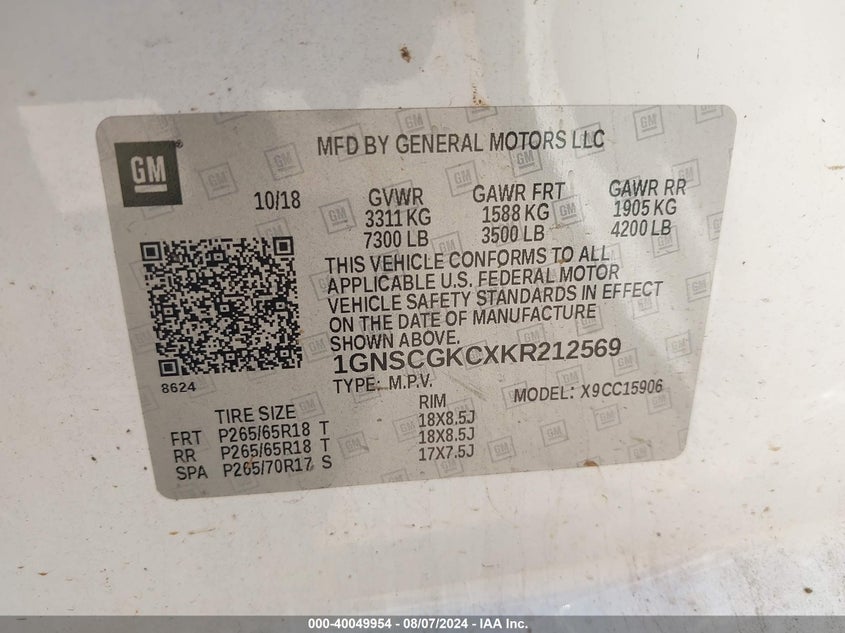 GM
MFD BY GENERAL MOTORS LLC
10/18
GVWR
3311 KG
7300 LB
GAWR FRT
1588 KG
3500 LB
GAWR RR
1905 KG
4200 LB
THIS VEHICLE CONFORMS TO ALL
APPLICABLE U.S. FEDERAL MOTOR
VEHICLE SAFETY STANDARDS IN EFFECT
ON THE DATE OF MANUFACTURE
SHOWN ABOVE.
1GNSCGKCXKR212569
8624
TYPE: M.P.V.
MODEL: X9CC15906
TIRE SIZE RIM
FRT P265/65R18 T 18X8.5J
RR P265/65R18 T 18X8.5J
SPA P265/70R17 S 17X7.5J
000-40049954 - 08/07/2024 - IAA Inc.